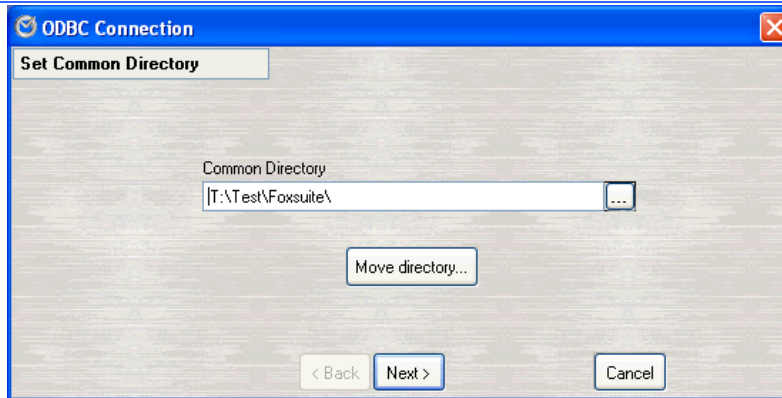 ODBC Connection
Set Common Directory
Common Directory
T:\Test\Foxsuite\
...
Move directory...
< Back
Next >
Cancel